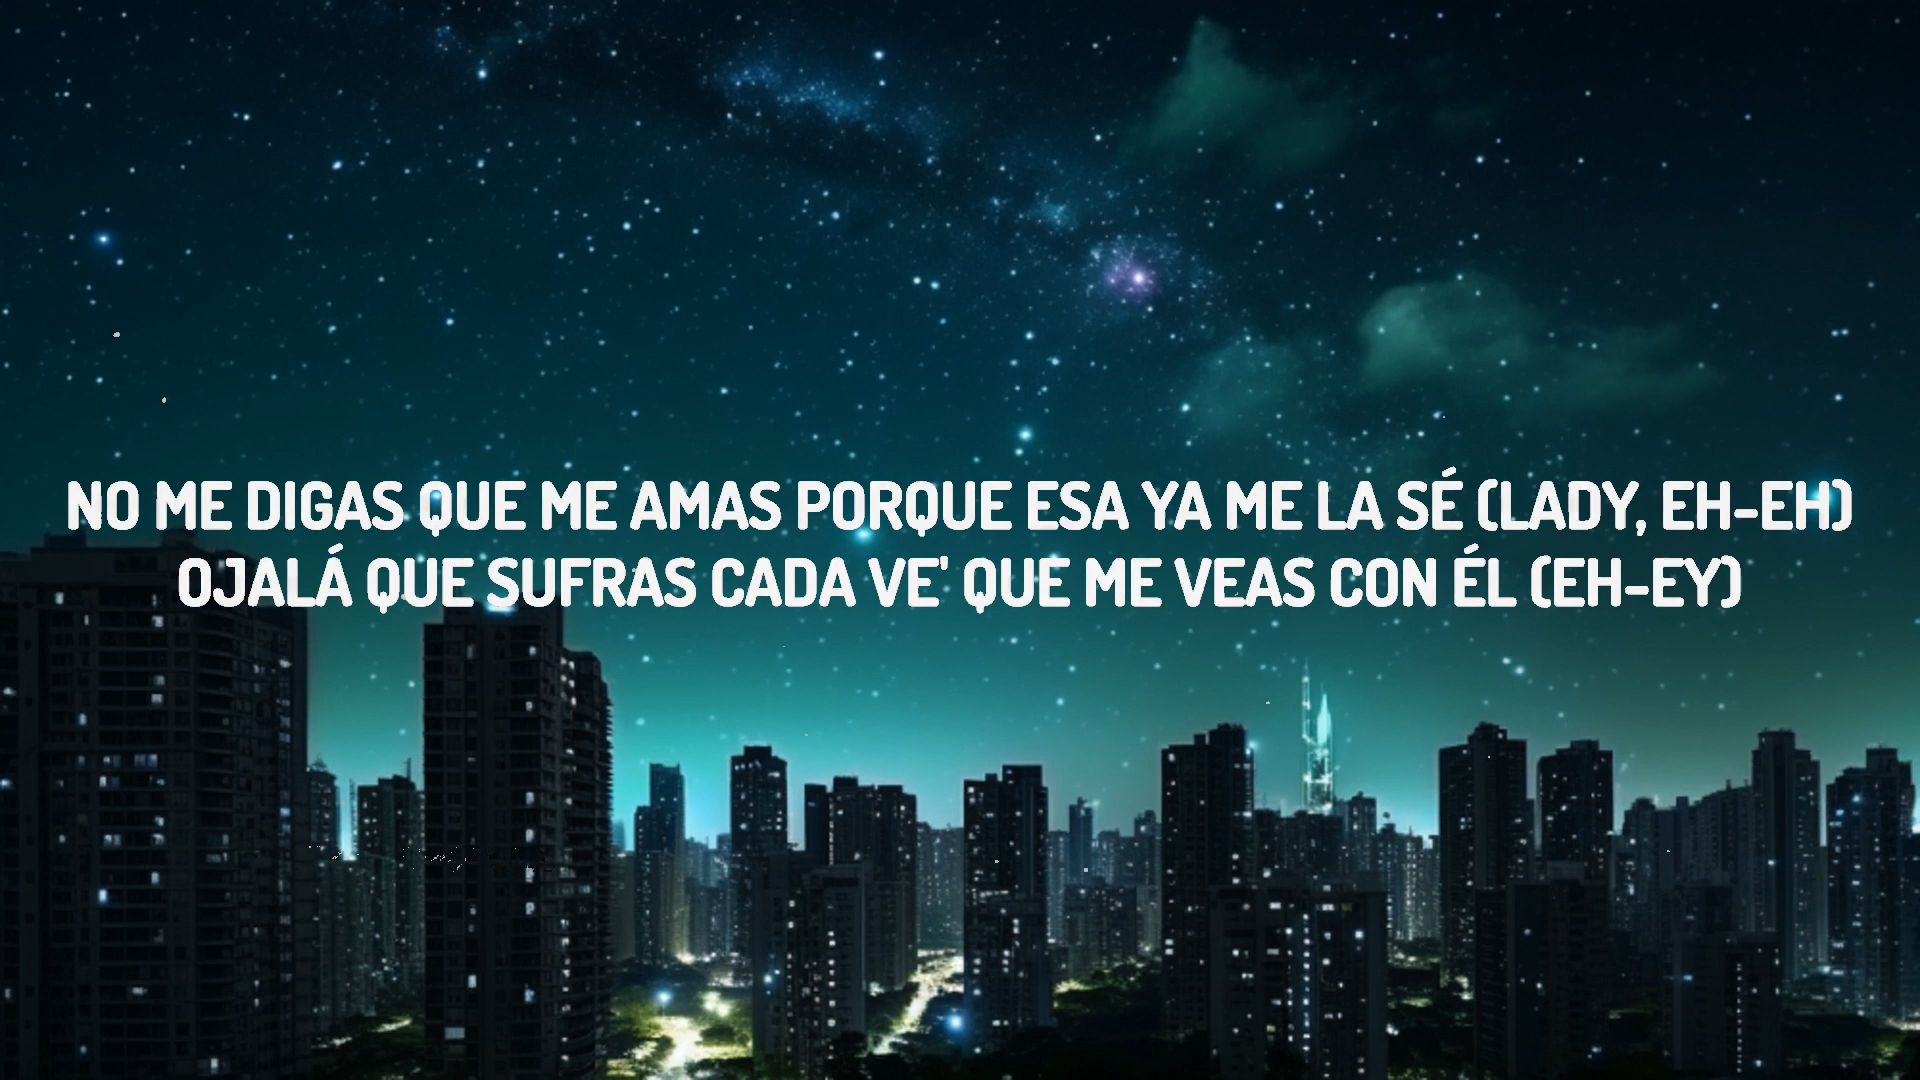 NO ME DIGAS QUE ME AMAS PORQUE ESA YA ME LA SÉ (LADY, EH-EH)
OJALÁ QUE SUFRAS CADA VE' QUE ME VEAS CON ÉL (EH-EY)